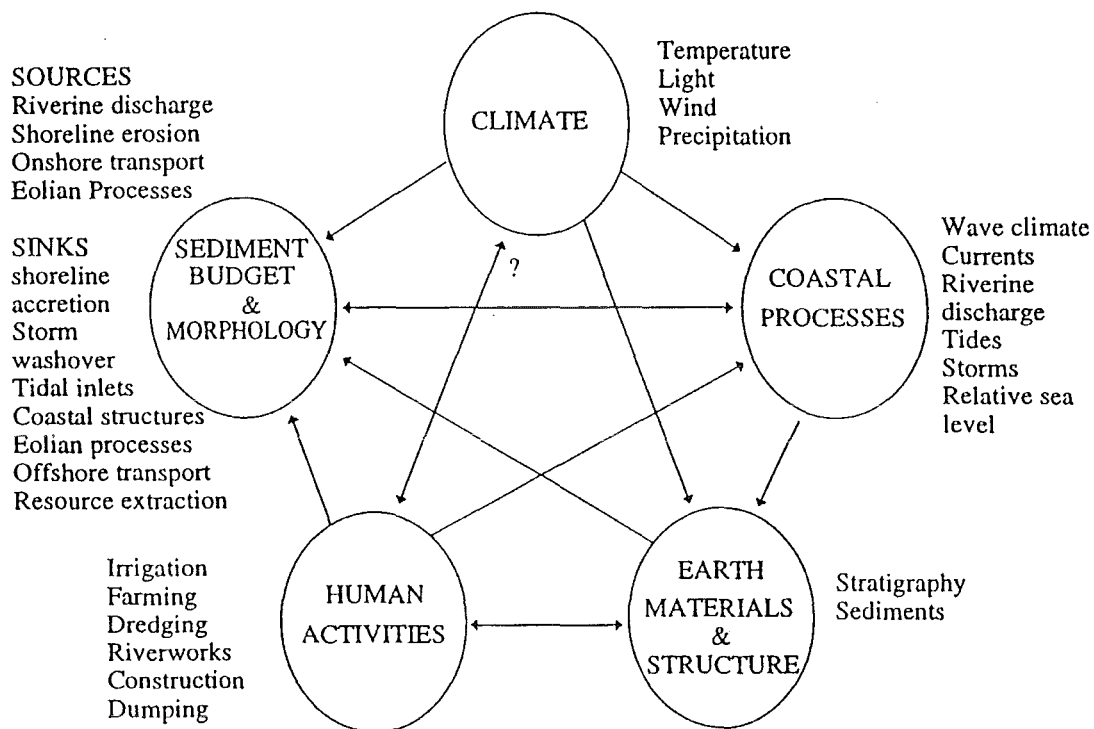 SOURCES
Riverine discharge
Shoreline erosion
Onshore transport
Eolian Processes
CLIMATE
Temperature
Light
Wind
Precipitation
SINKS
shoreline
accretion
Storm
washover
Tidal inlets
Coastal structures
Eolian processes
Offshore transport
Resource extraction
SEDIMENT
BUDGET
&
MORPHOLOGY
?
COASTAL
PROCESSES
Wave climate
Currents
Riverine
discharge
Tides
Storms
Relative sea
level
Irrigation
Farming
Dredging
Riverworks
Construction
Dumping
HUMAN
ACTIVITIES
EARTH
MATERIALS
&
STRUCTURE
Stratigraphy
Sediments